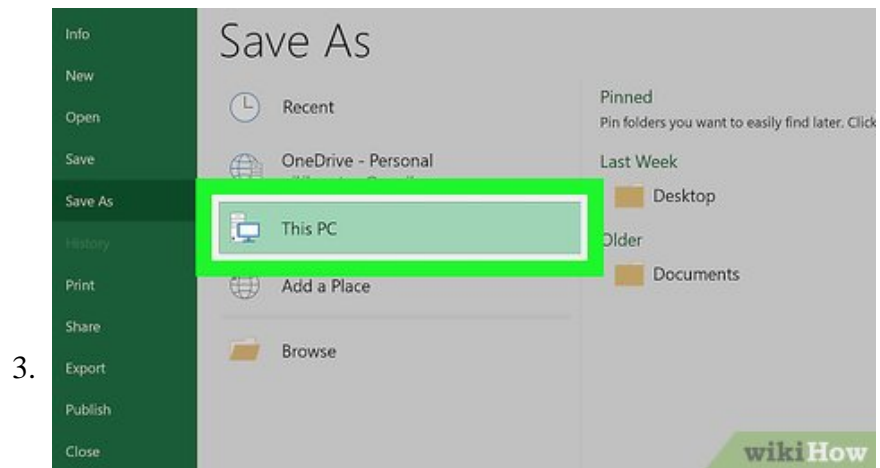 Info
New
Open
Save
Save As
History
Print
Share
Export
Publish
Close
Save As
Recent
OneDrive - Personal
This PC
Add a Place
Browse
Pinned
Pin folders you want to easily find later. Click
Last Week
Desktop
Older
Documents
3.
wikiHow